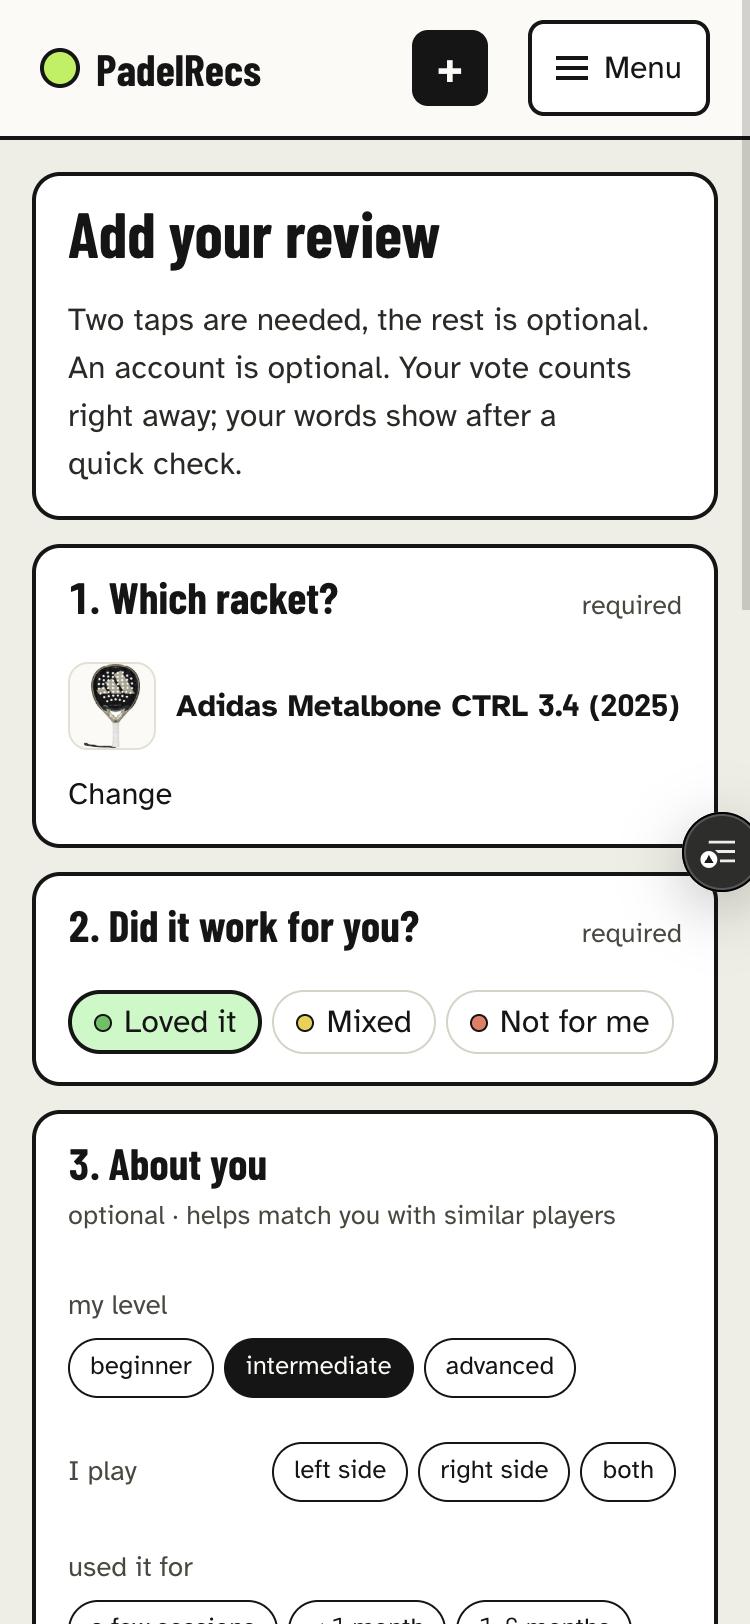 PadelRecs
+
Menu
Add your review
Two taps are needed, the rest is optional.
An account is optional. Your vote counts
right away; your words show after a
quick check.
1. Which racket?
required
Adidas Metalbone CTRL 3.4 (2025)
Change
2. Did it work for you?
required
Loved it
Mixed
Not for me
3. About you
optional · helps match you with similar players
my level
beginner
intermediate
advanced
I play
left side
right side
both
used it for
a few sessions